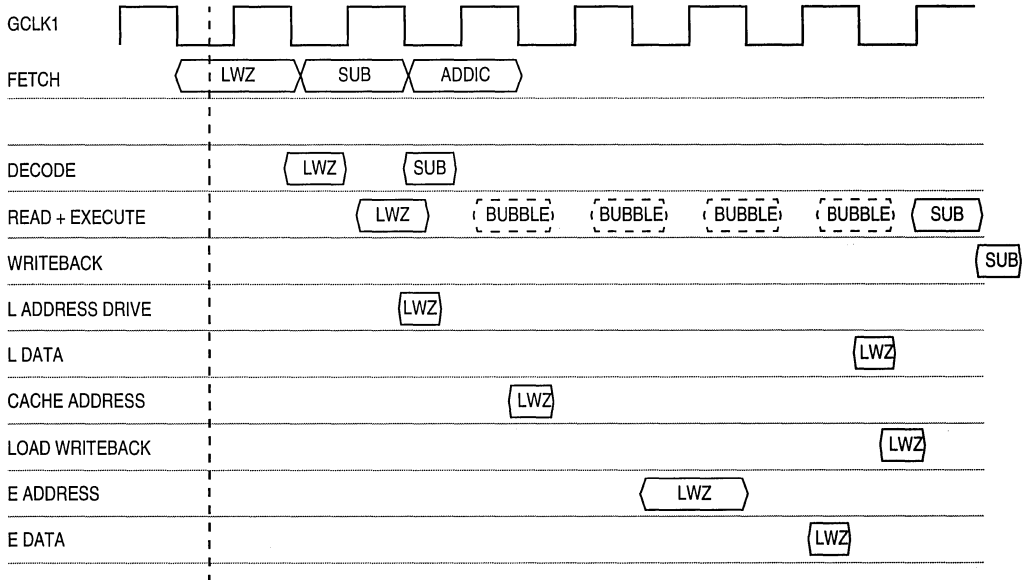 GCLK1
FETCH LWZ SUB ADDIC
DECODE LWZ SUB
READ + EXECUTE LWZ BUBBLE BUBBLE BUBBLE BUBBLE SUB
WRITEBACK SUB
L ADDRESS DRIVE LWZ
L DATA LWZ
CACHE ADDRESS LWZ
LOAD WRITEBACK LWZ
E ADDRESS LWZ
E DATA LWZ